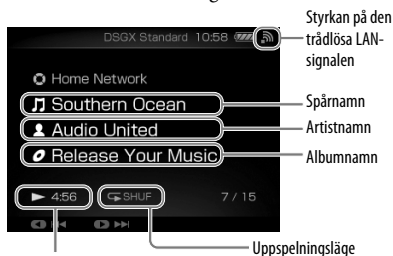 Styrkan på den
trådlösa LAN-
signalen
DSGX Standard 10:58
Home Network
Southern Ocean
Spårnamn
Audio United
Artistnamn
Release Your Music
Albumnamn
4:56 SHUF 7 / 15
Uppspelningsläge